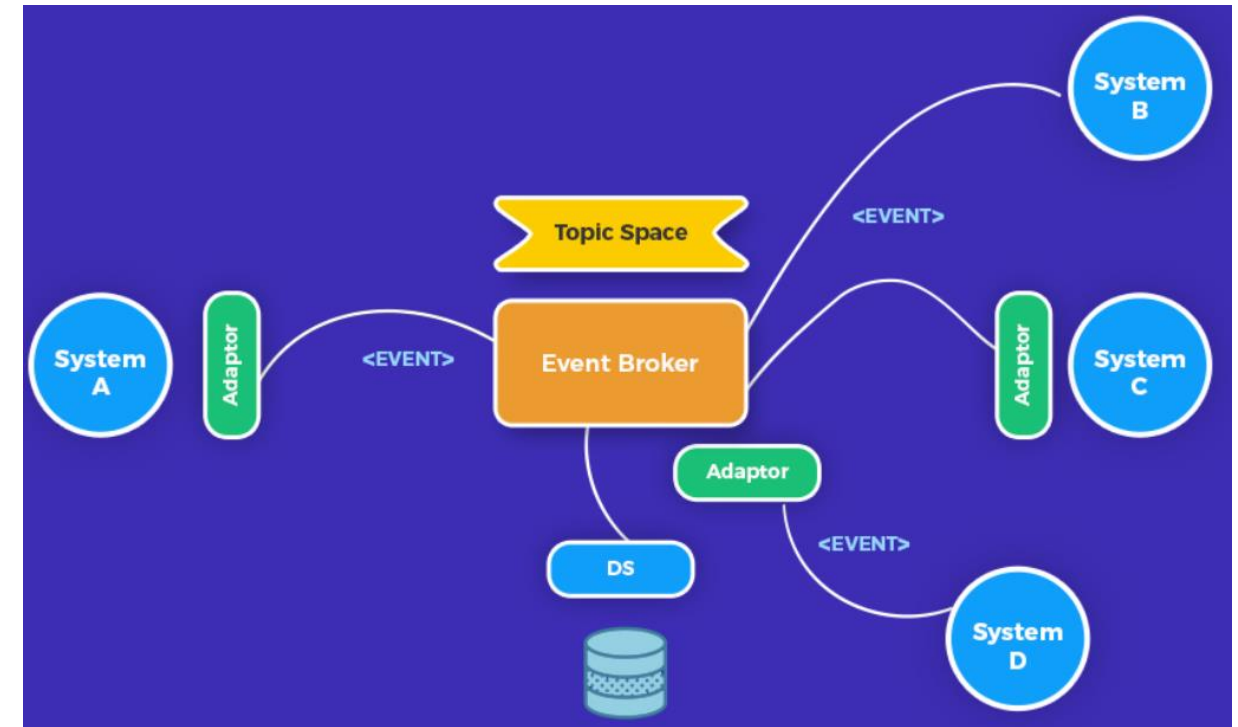 System
B
<EVENT>
Topic Space
System
A
Adaptor
<EVENT>
Event Broker
Adaptor
System
C
Adaptor
<EVENT>
DS
System
D